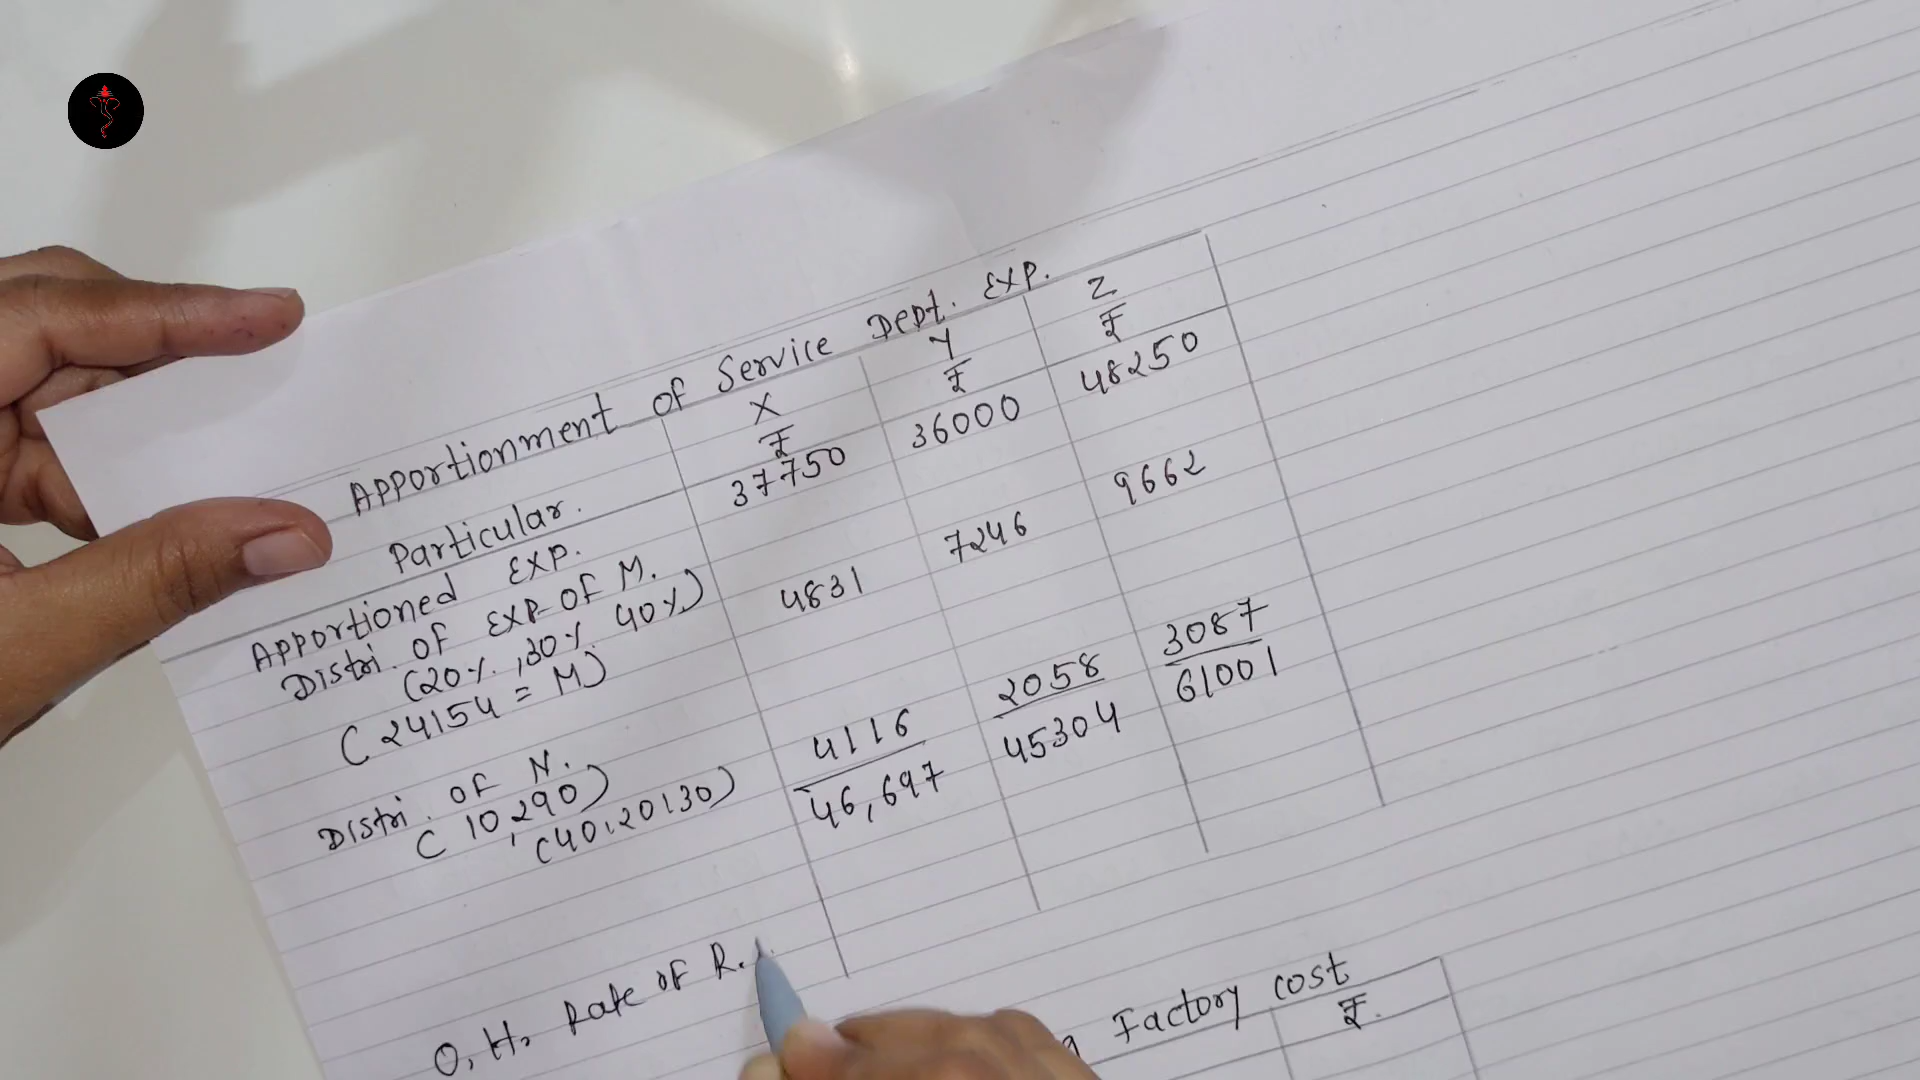 Apportionment of Service Dept. Exp.
Particular. X Y Z
₹ ₹ ₹
Apportioned Exp. 37750 36000 48250
Distri. of Exp. of M.
(20%, 30%, 40%) 4831 7246 9662
(24154 = M)
Distri. of N.
(10,290) 4116 2058 3087
(40,20,30) 46,697 45304 61001
O.H. Rate of R.
Factory cost
₹.